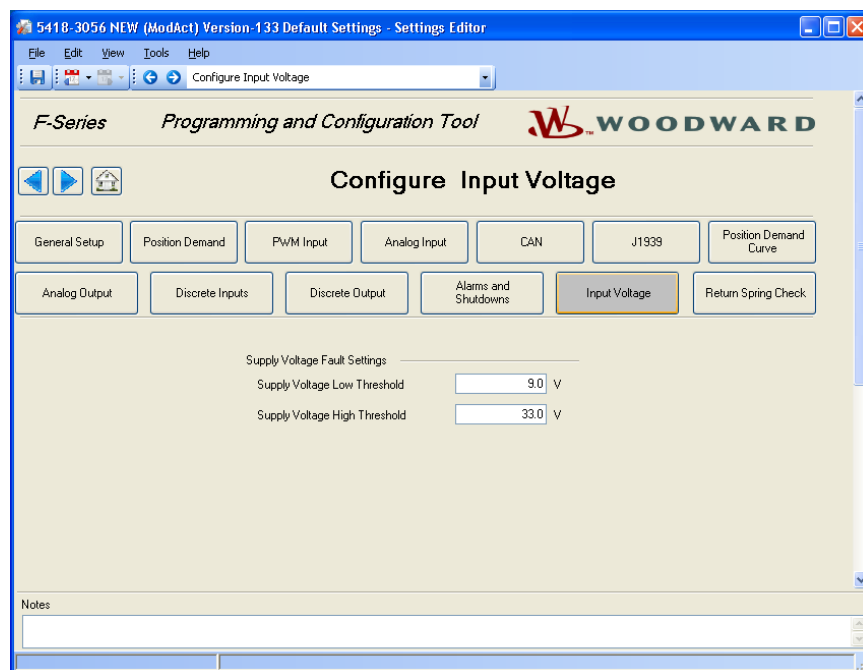 5418-3056 NEW (ModAct) Version-133 Default Settings - Settings Editor
File Edit View Tools Help
Configure Input Voltage
F-Series Programming and Configuration Tool WOODWARD
Configure Input Voltage
General Setup Position Demand PWM Input Analog Input CAN J1939 Position Demand Curve
Analog Output Discrete Inputs Discrete Output Alarms and Shutdowns Input Voltage Return Spring Check
Supply Voltage Fault Settings
Supply Voltage Low Threshold 9.0 V
Supply Voltage High Threshold 33.0 V
Notes